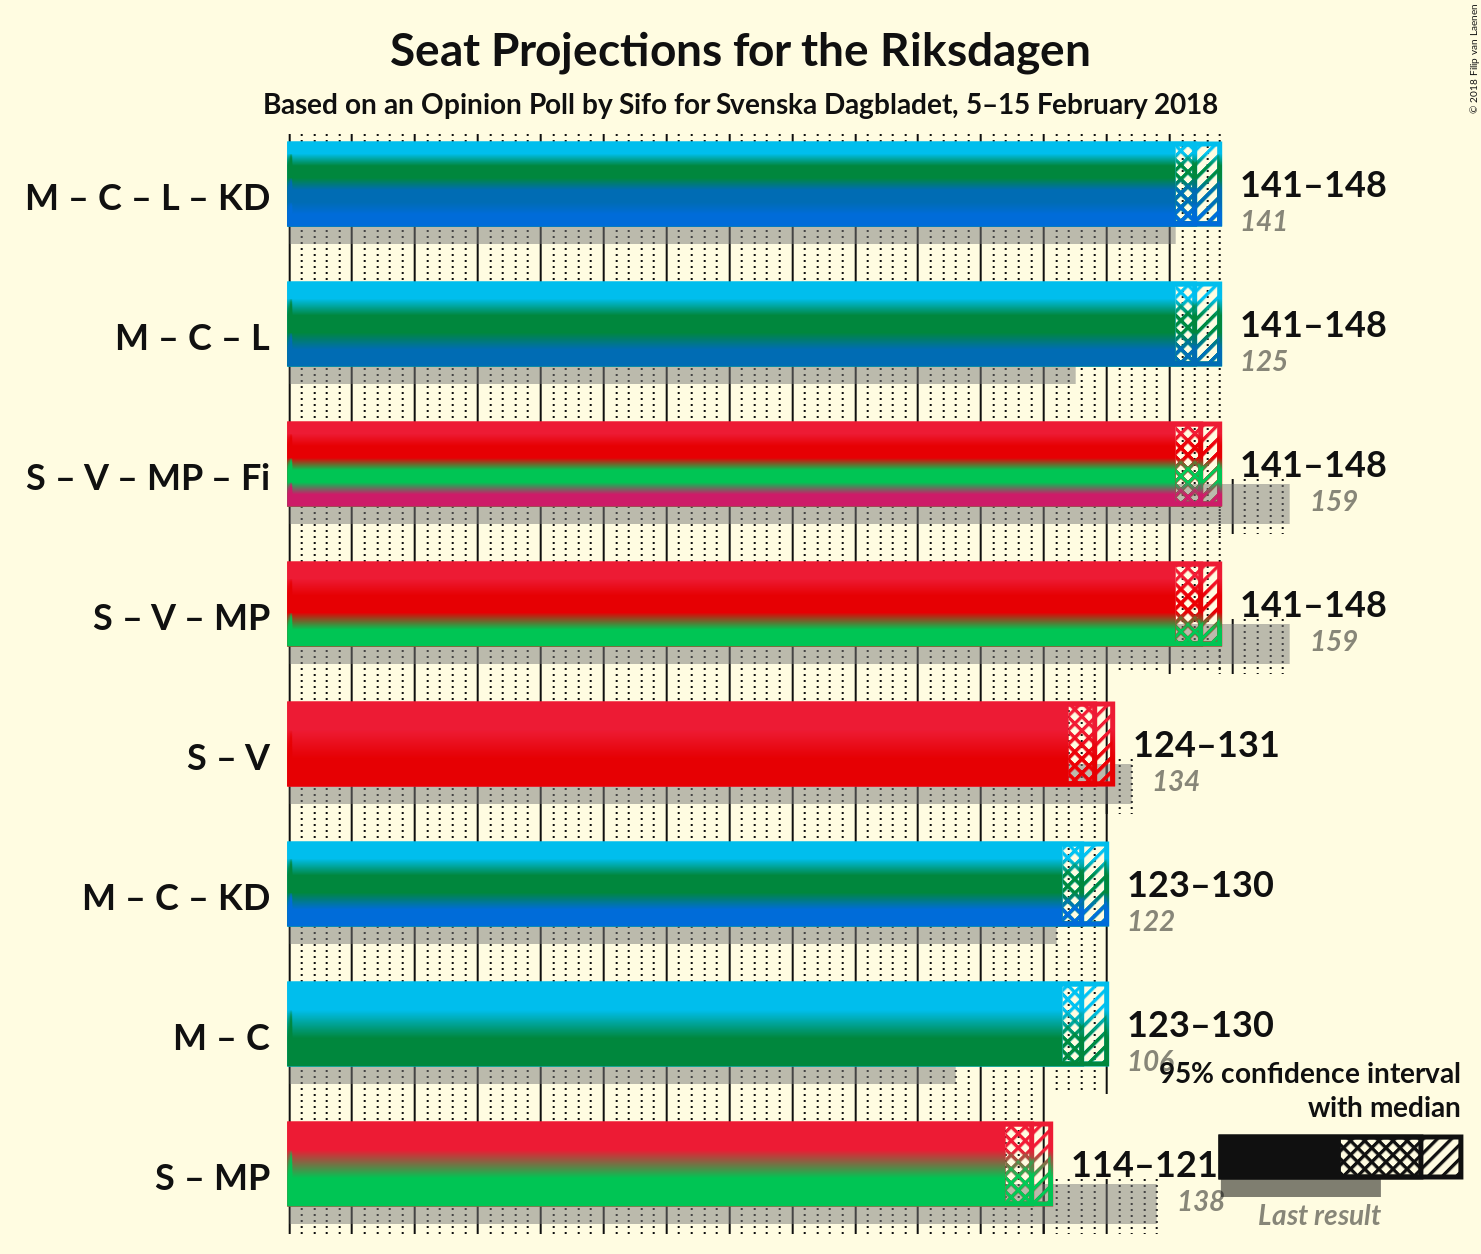 Seat Projections for the Riksdagen
Based on an Opinion Poll by Sifo for Svenska Dagbladet, 5–15 February 2018
© 2018 Filip van Laenen
M – C – L – KD
141–148
141
M – C – L
141–148
125
S – V – MP – Fi
141–148
159
S – V – MP
141–148
159
S – V
124–131
134
M – C – KD
123–130
122
M – C
123–130
106
95% confidence interval
with median
S – MP
114–121
138
Last result